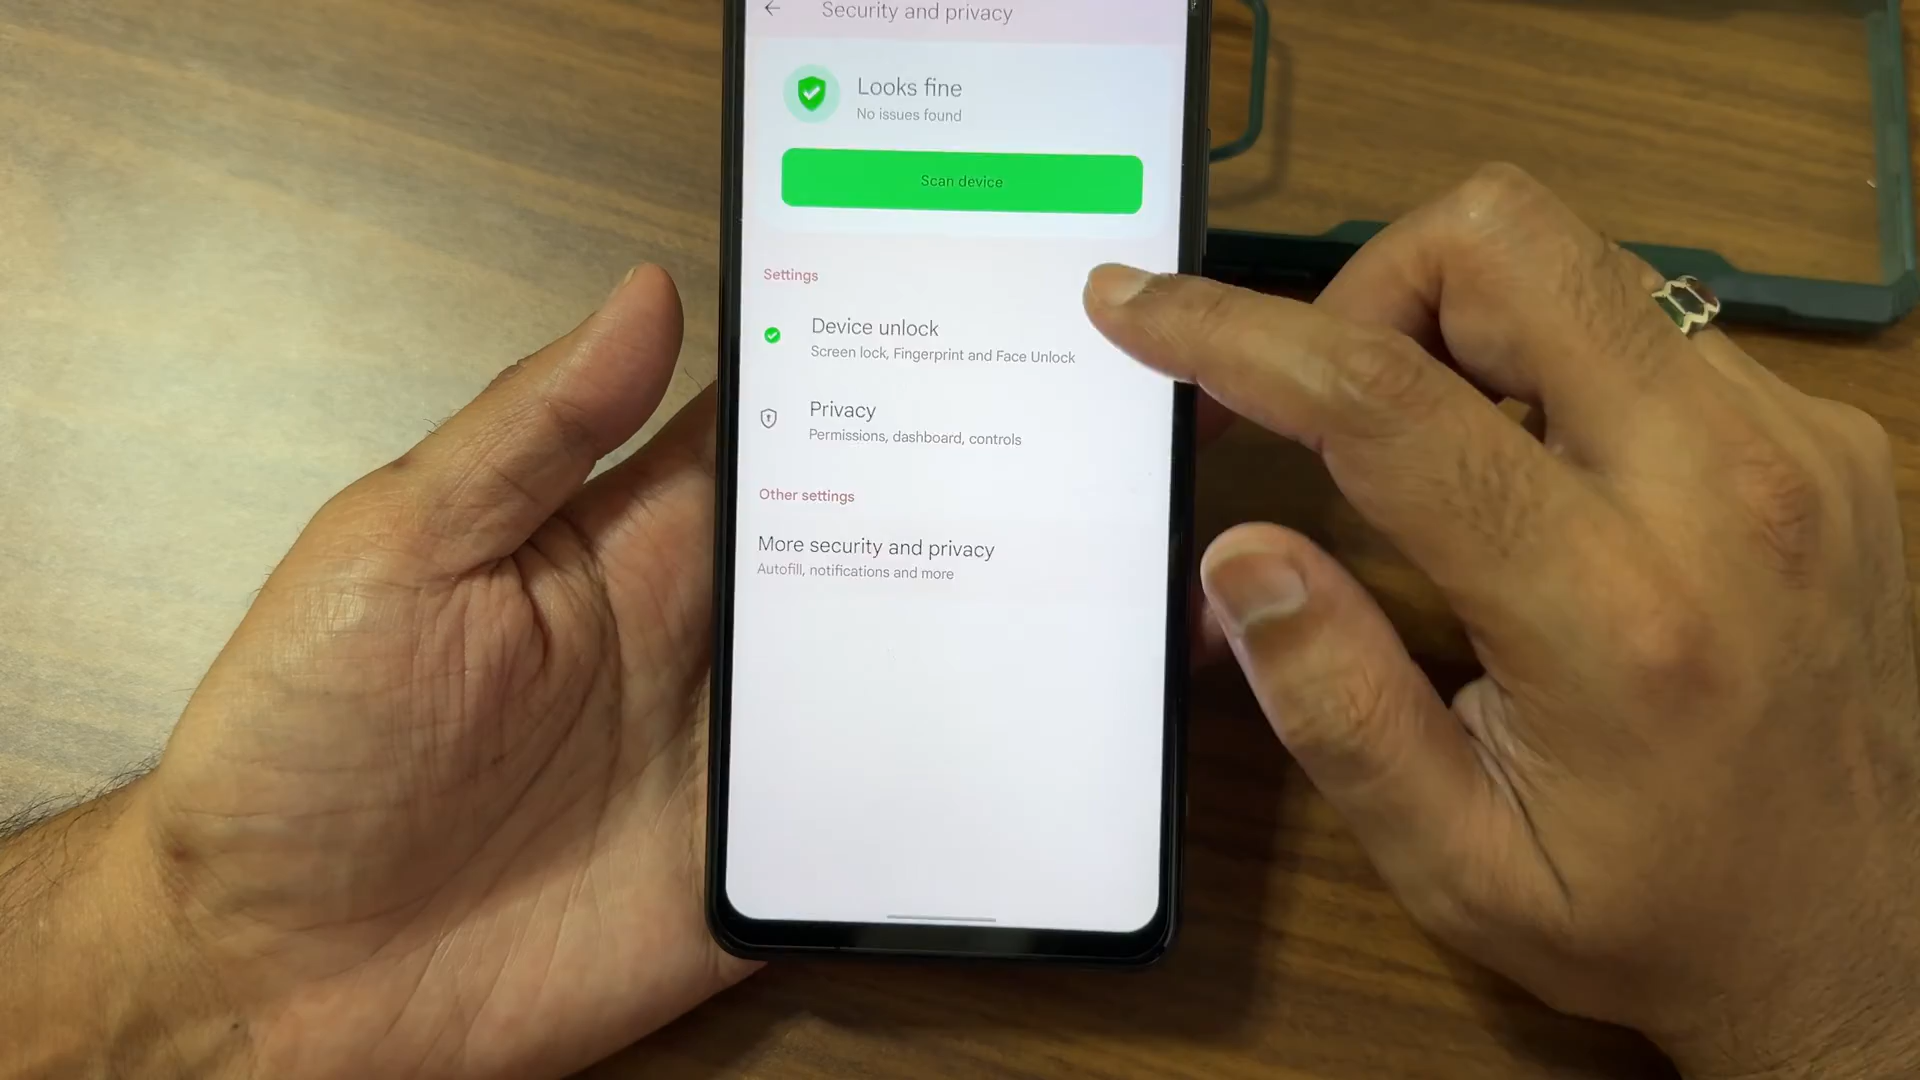 Security and privacy
Looks fine
No issues found
Scan device
Settings
Device unlock
Screen lock, Fingerprint and Face Unlock
Privacy
Permissions, dashboard, controls
Other settings
More security and privacy
Autofill, notifications and more